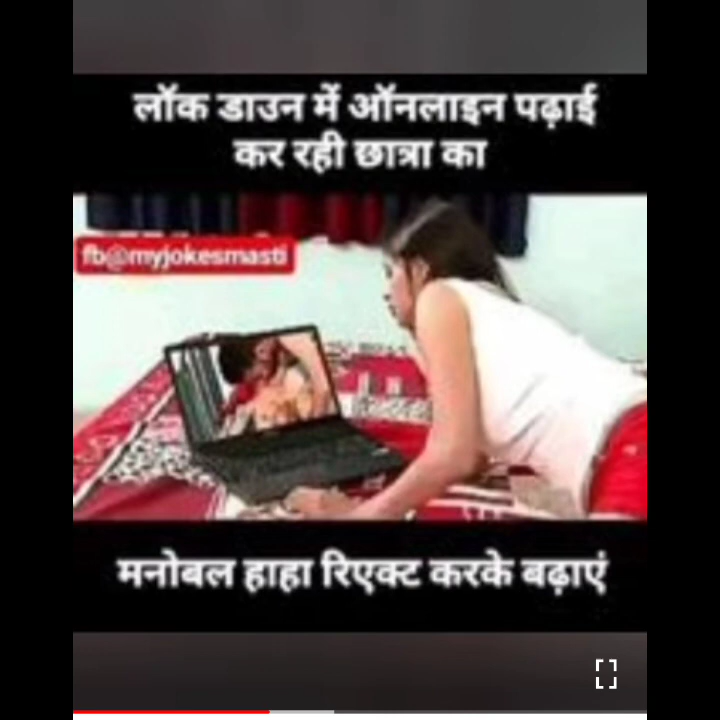 लॉक डाउन में ऑनलाइन पढ़ाई
कर रही छात्रा का
fb@myjokesmasti
मनोबल हाहा रिएक्ट करके बढ़ाएं